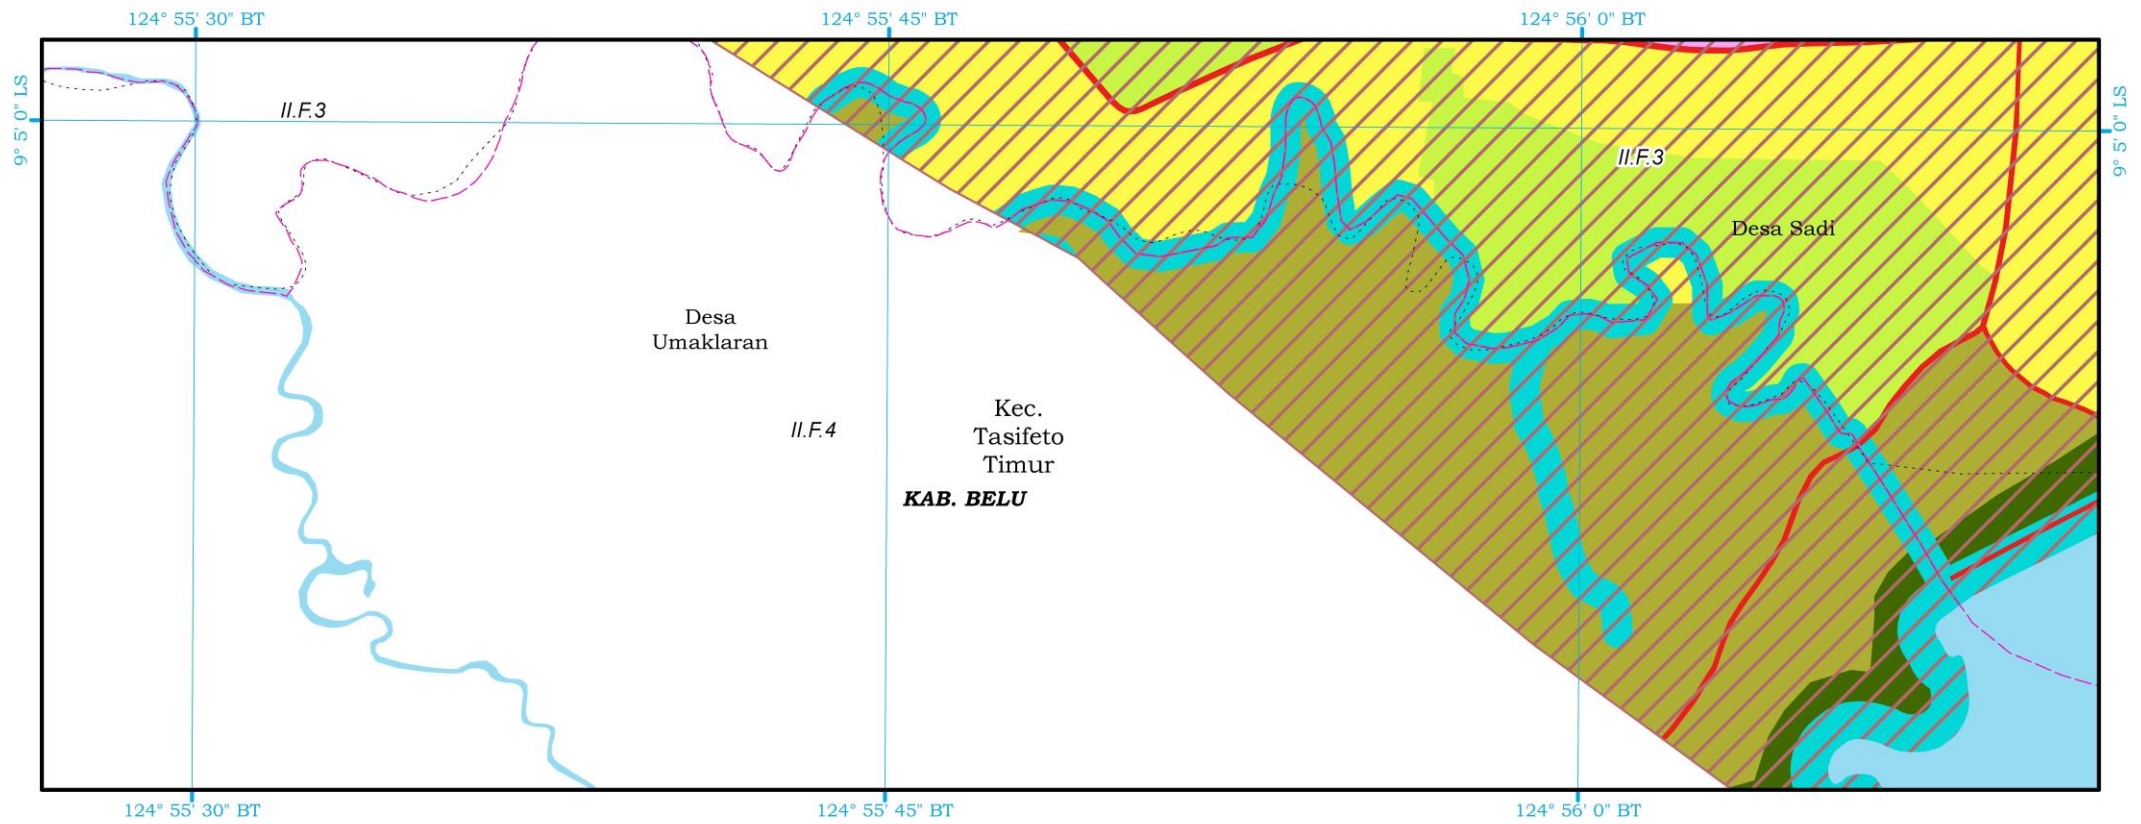 124° 55' 30" BT
124° 55' 45" BT
124° 56' 0" BT
9° 5' 0" LS
9° 5' 0" LS
II.F.3
II.F.3
Desa Sadi
Desa
Umaklaran
Kec.
Tasifeto
Timur
II.F.4
KAB. BELU
124° 55' 30" BT
124° 55' 45" BT
124° 56' 0" BT